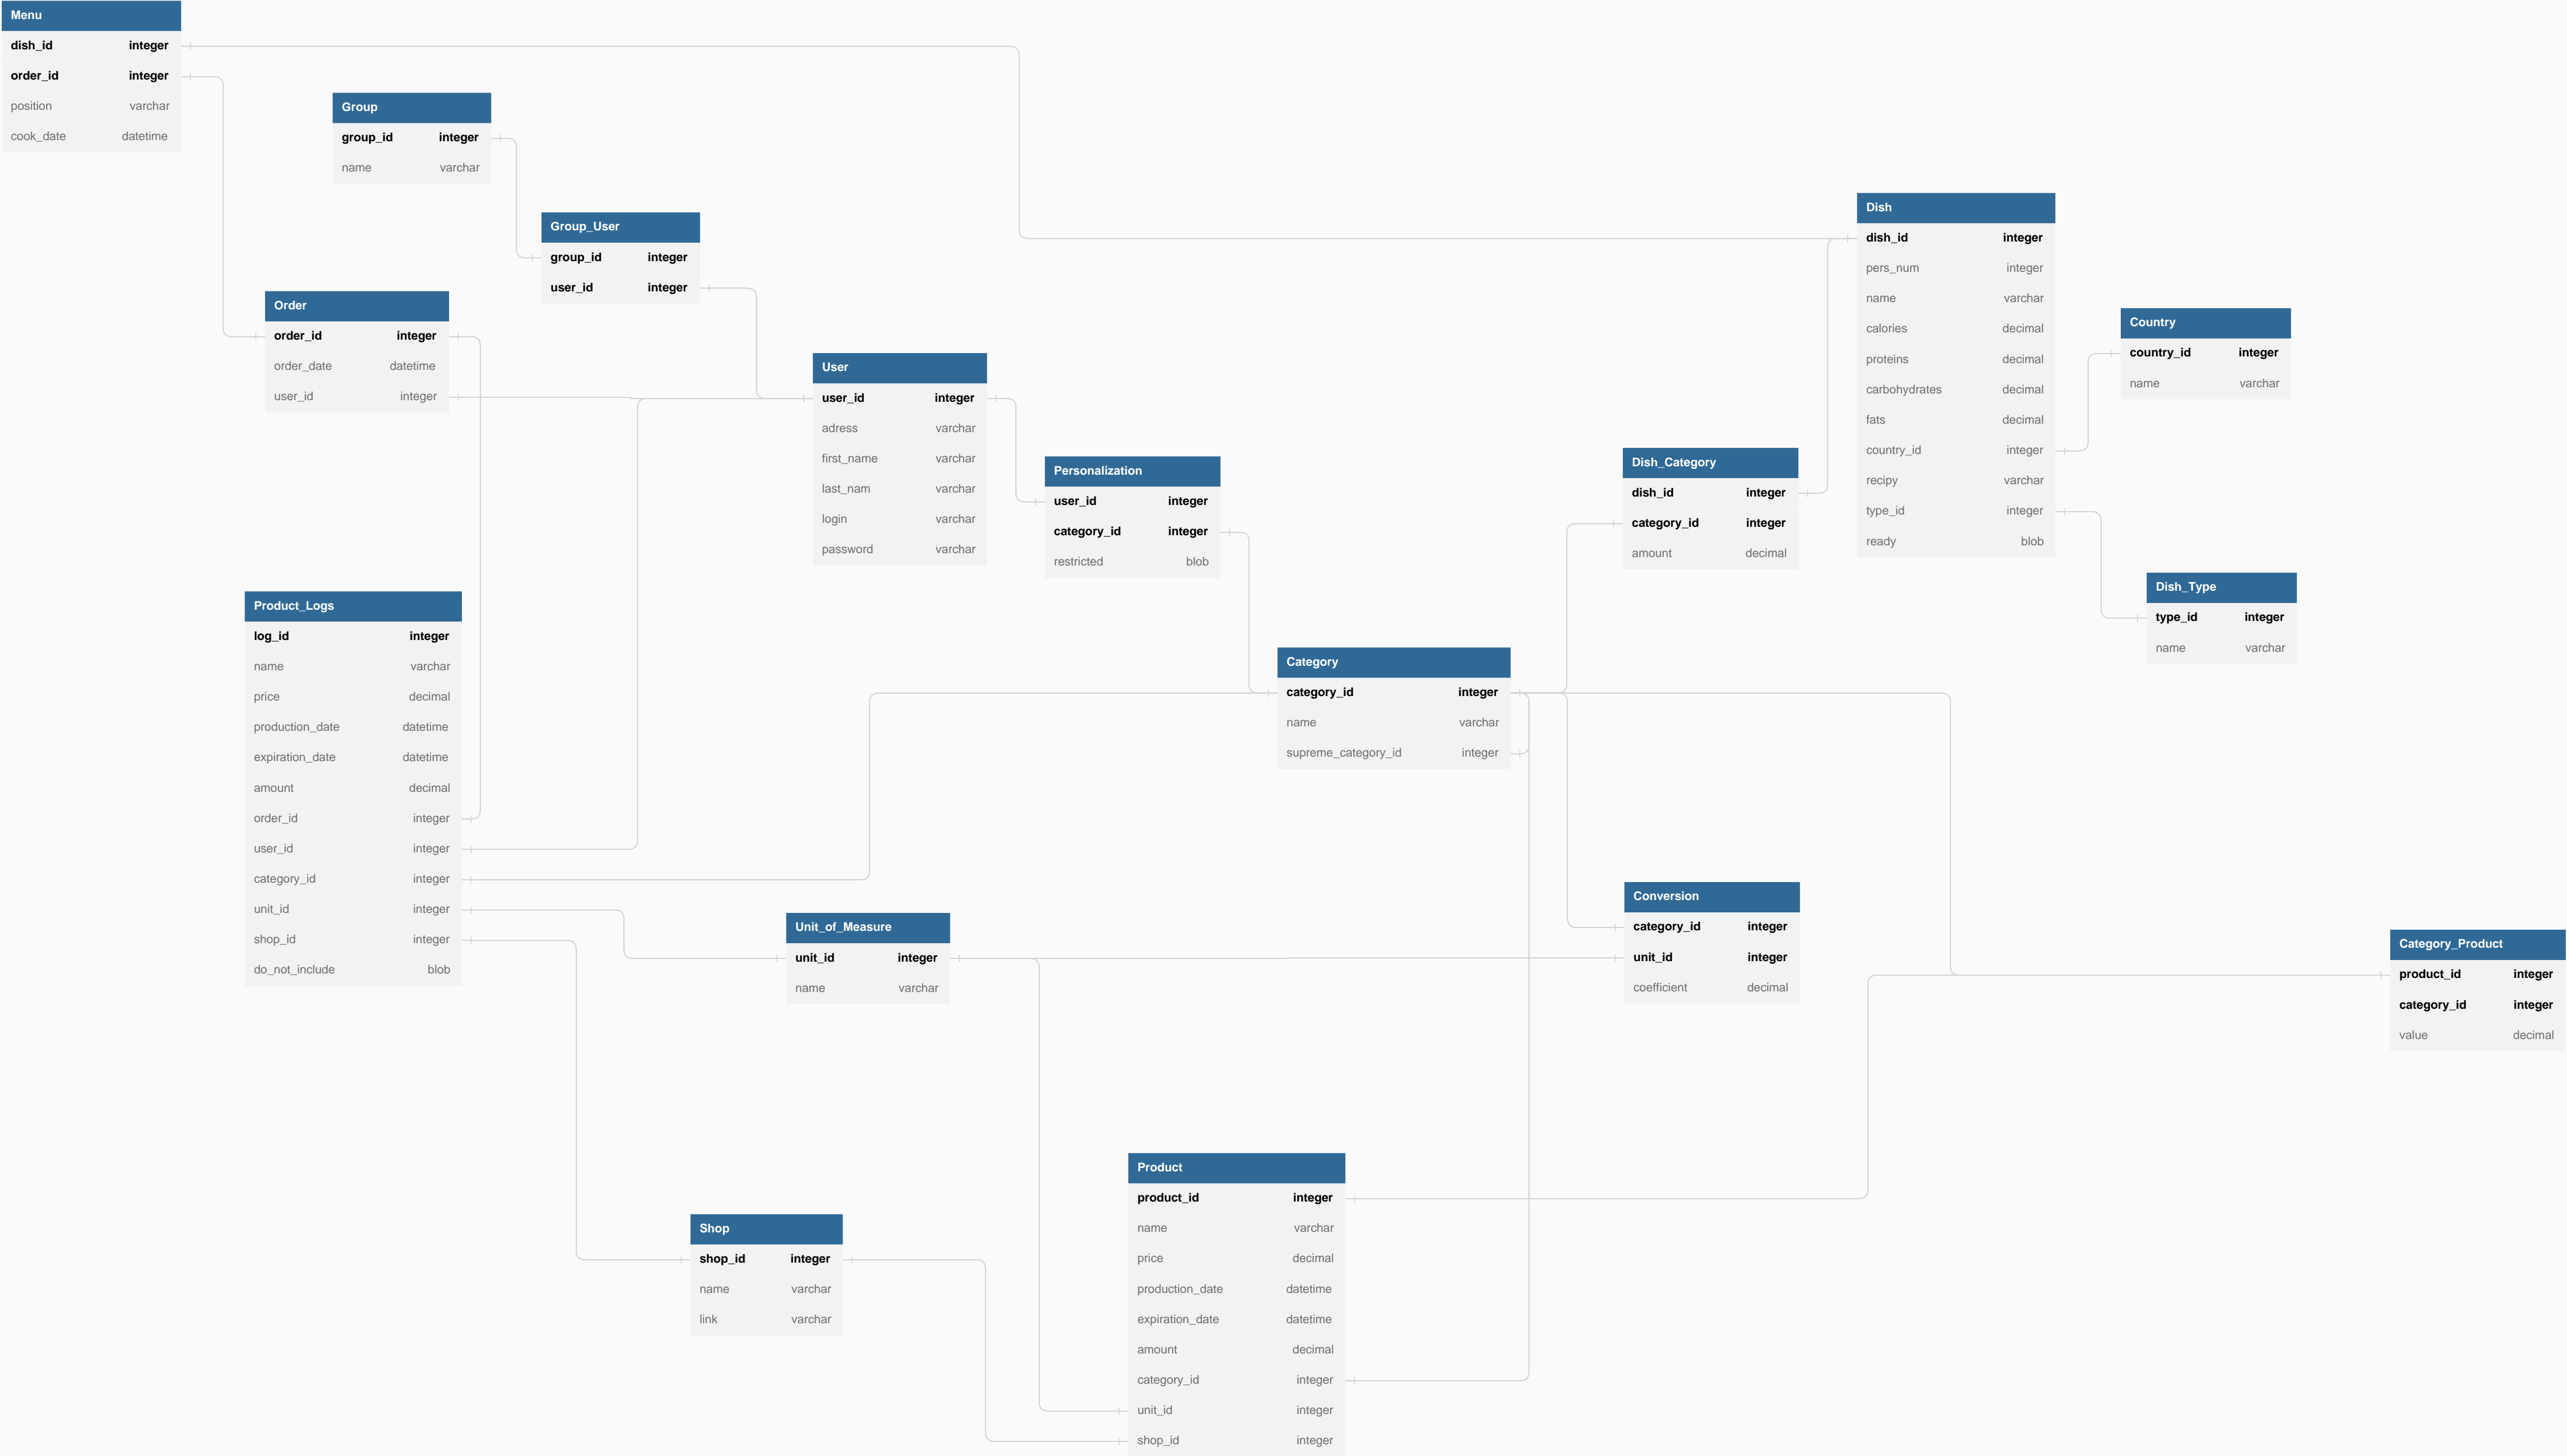 Menu
dish_id integer
order_id integer
position varchar
cook_date datetime
Group
group_id integer
name varchar
Group_User
group_id integer
user_id integer
Order
order_id integer
order_date datetime
user_id integer
User
user_id integer
adress varchar
first_name varchar
last_nam varchar
login varchar
password varchar
Personalization
user_id integer
category_id integer
restricted blob
Dish
dish_id integer
pers_num integer
name varchar
calories decimal
proteins decimal
carbohydrates decimal
fats decimal
country_id integer
recipy varchar
type_id integer
ready blob
Country
country_id integer
name varchar
Dish_Category
dish_id integer
category_id integer
amount decimal
Dish_Type
type_id integer
name varchar
Product_Logs
log_id integer
name varchar
price decimal
production_date datetime
expiration_date datetime
amount decimal
order_id integer
user_id integer
category_id integer
unit_id integer
shop_id integer
do_not_include blob
Category
category_id integer
name varchar
supreme_category_id integer
Unit_of_Measure
unit_id integer
name varchar
Conversion
category_id integer
unit_id integer
coefficient decimal
Category_Product
product_id integer
category_id integer
value decimal
Shop
shop_id integer
name varchar
link varchar
Product
product_id integer
name varchar
price decimal
production_date datetime
expiration_date datetime
amount decimal
category_id integer
unit_id integer
shop_id integer